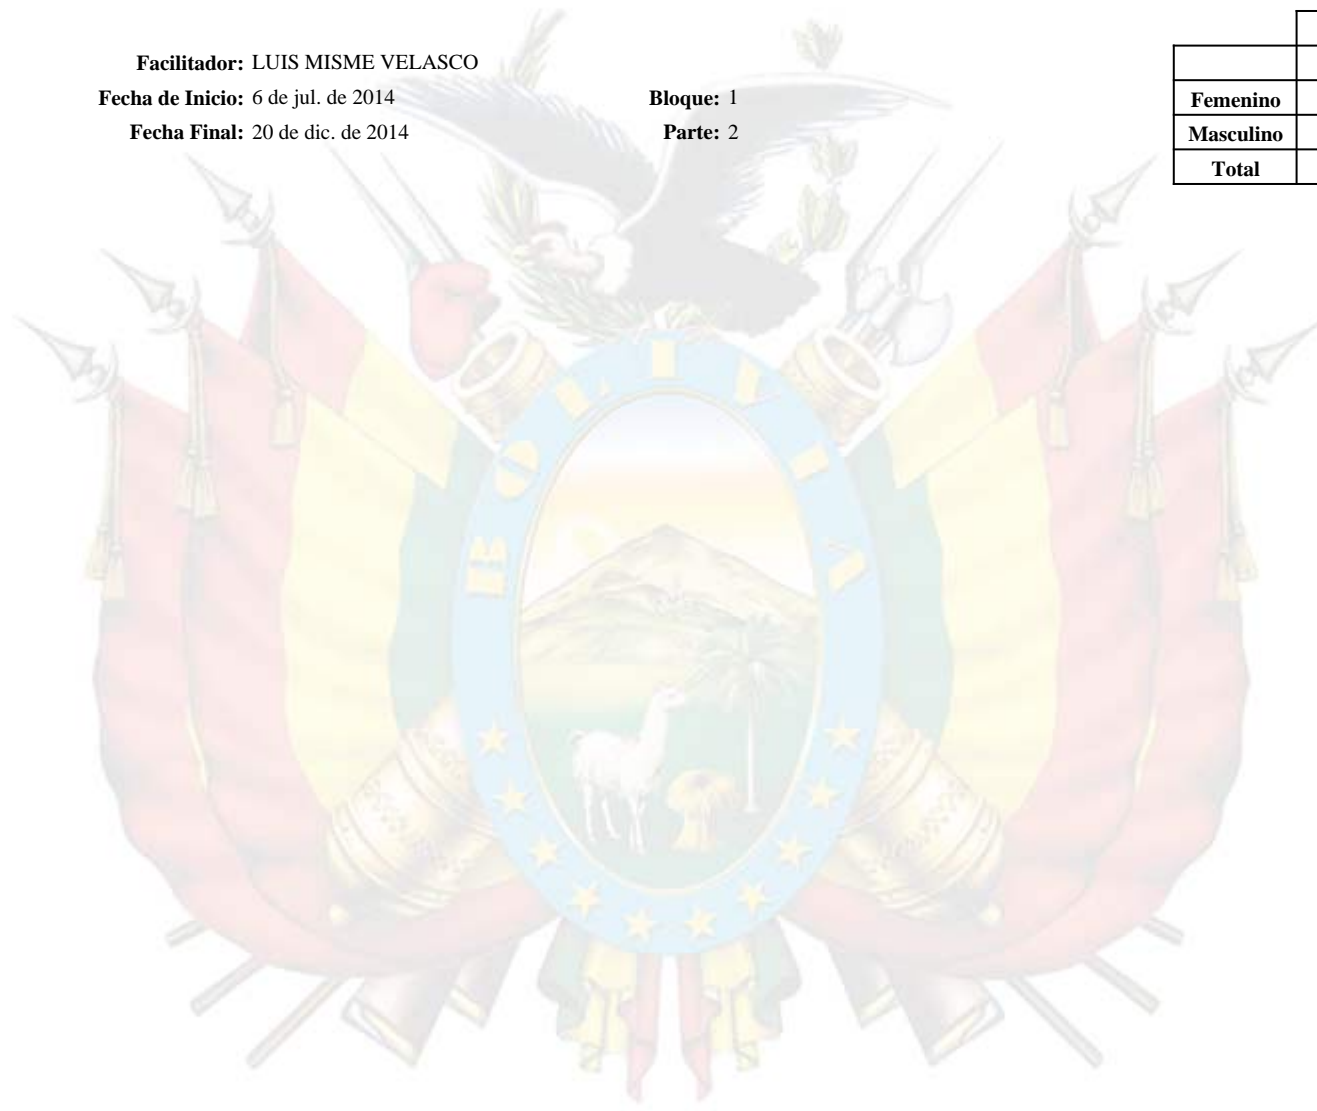 Facilitador: LUIS MISME VELASCO
Fecha de Inicio: 6 de jul. de 2014 Bloque: 1
Fecha Final: 20 de dic. de 2014 Parte: 2
Femenino
Masculino
Total
BOLIVIA